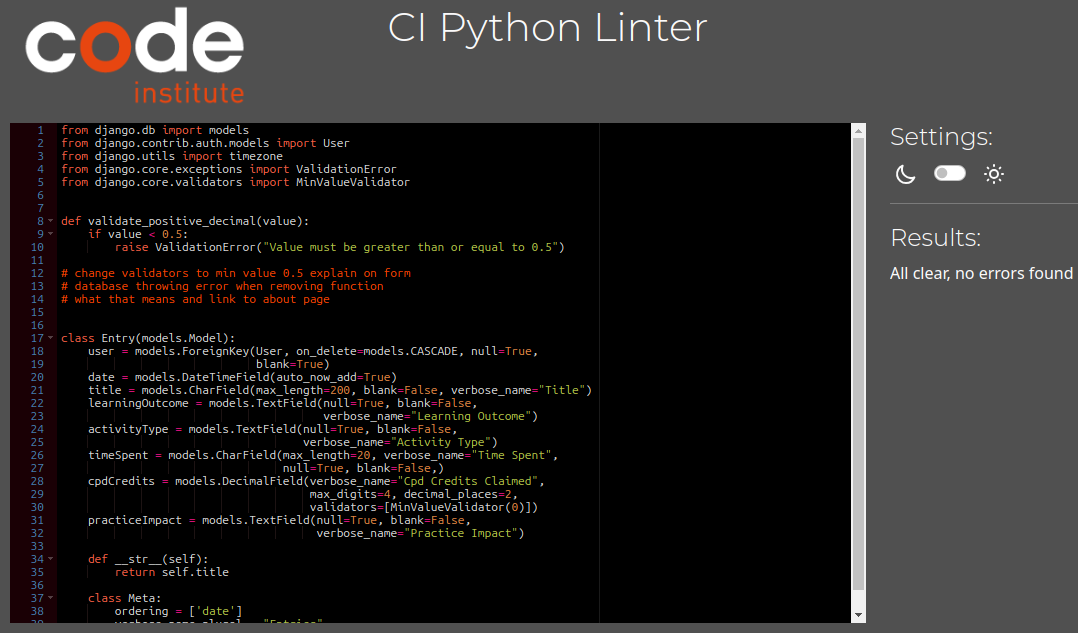 code
institute
CI Python Linter
1 from django.db import models
2 from django.contrib.auth.models import User
3 from django.utils import timezone
4 from django.core.exceptions import ValidationError
5 from django.core.validators import MinValueValidator
6
7
8 def validate_positive_decimal(value):
9     if value < 0.5:
10         raise ValidationError("Value must be greater than or equal to 0.5")
11
12 # change validators to min value 0.5 explain on form
13 # database throwing error when removing function
14 # what that means and link to about page
15
16
17 class Entry(models.Model):
18     user = models.ForeignKey(User, on_delete=models.CASCADE, null=True,
19                              blank=True)
20     date = models.DateTimeField(auto_now_add=True)
21     title = models.CharField(max_length=200, blank=False, verbose_name="Title")
22     learningOutcome = models.TextField(null=True, blank=False,
23                                        verbose_name="Learning Outcome")
24     activityType = models.TextField(null=True, blank=False,
25                                     verbose_name="Activity Type")
26     timeSpent = models.CharField(max_length=20, verbose_name="Time Spent",
27                                  null=True, blank=False,)
28     cpdCredits = models.DecimalField(verbose_name="Cpd Credits Claimed",
29                                      max_digits=4, decimal_places=2,
30                                      validators=[MinValueValidator(0)])
31     practiceImpact = models.TextField(null=True, blank=False,
32                                       verbose_name="Practice Impact")
33
34     def __str__(self):
35         return self.title
36
37     class Meta:
38         ordering = ['date']
Settings:
Results:
All clear, no errors found